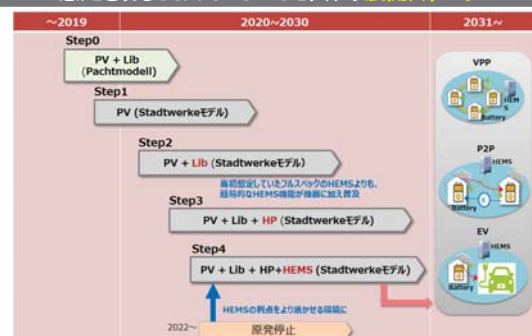 ～2019
2020~2030
2031~
Step0
PV + Lib
(Pachtmodell)
Step1
PV (Stadtwerkeモデル)
Step2
PV + Lib (Stadtwerkeモデル)
当初想定していたフルスペックのHEMSよりも、
簡易的なHEMS機能が機器に加え普及
Step3
PV + Lib + HP (Stadtwerkeモデル)
Step4
PV + Lib + HP+HEMS (Stadtwerkeモデル)
HEMSの利点をより活かせる環境に
2022～
原発停止
VPP
HEM
S
Battery
P2P
HEMS
Battery
€
EV
HEMS
Battery